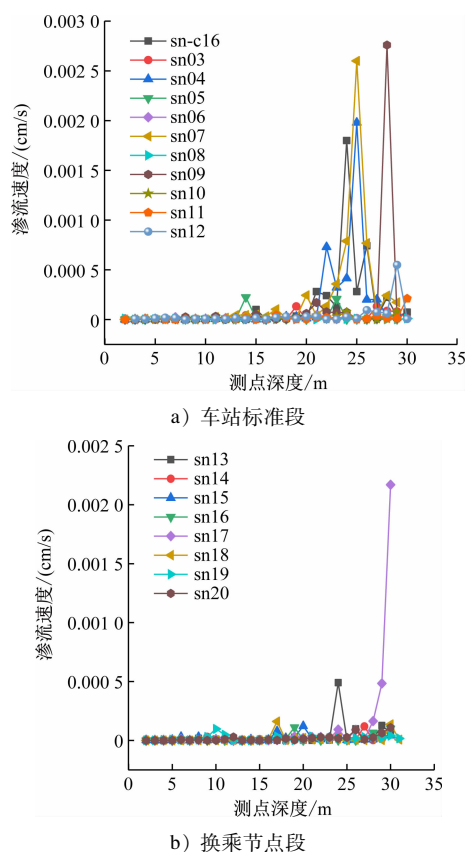 0.003 0
0.002 5
0.002 0
0.001 5
0.001 0
0.000 5
0
渗流速度/(cm/s)
sn-c16
sn03
sn04
sn05
sn06
sn07
sn08
sn09
sn10
sn11
sn12
0 5 10 15 20 25 30 35
测点深度/m
a）车站标准段
0.002 5
0.002 0
0.001 5
0.001 0
0.000 5
0
渗流速度/(cm/s)
sn13
sn14
sn15
sn16
sn17
sn18
sn19
sn20
0 5 10 15 20 25 30 35
测点深度/m
b）换乘节点段